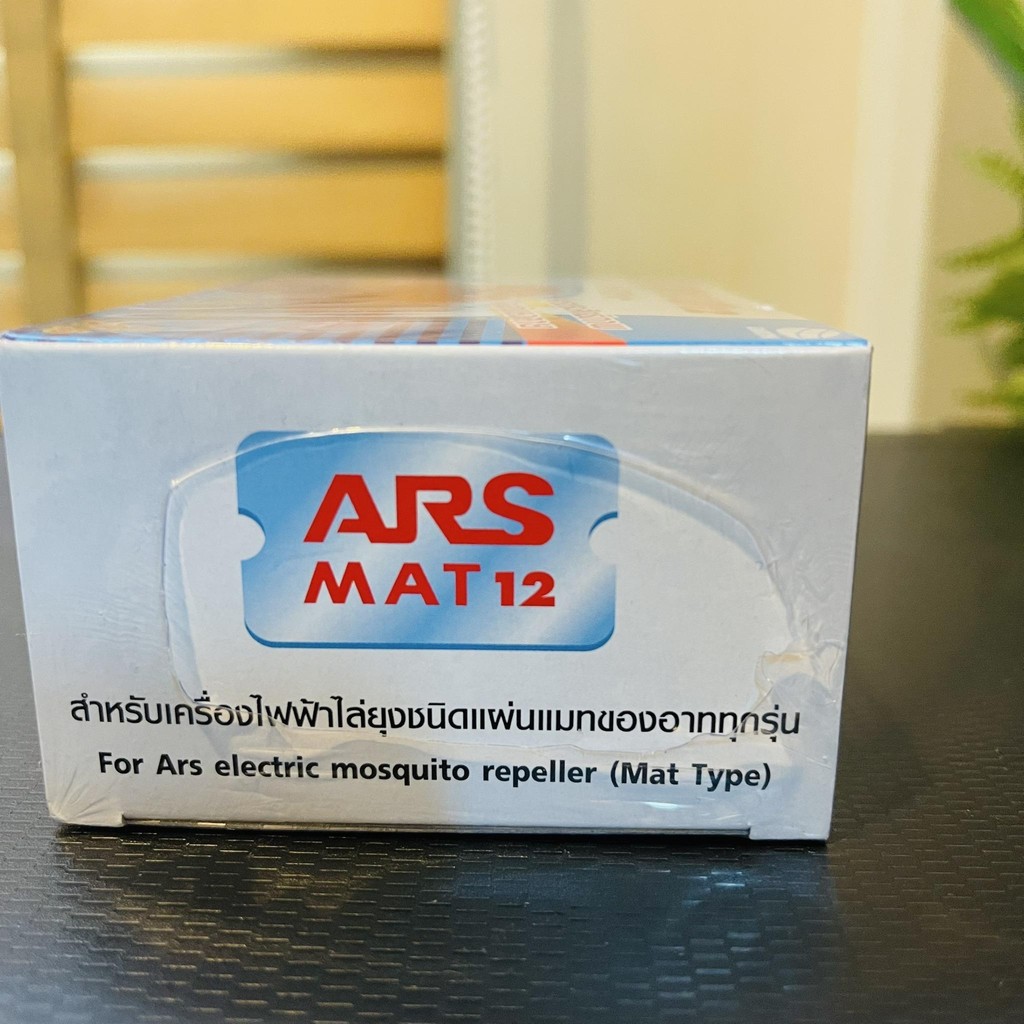 ARS
MAT 12
สำหรับเครื่องไฟฟ้าไล่ยุงชนิดแผ่นแมทของอาททุกรุ่น
For Ars electric mosquito repeller (Mat Type)